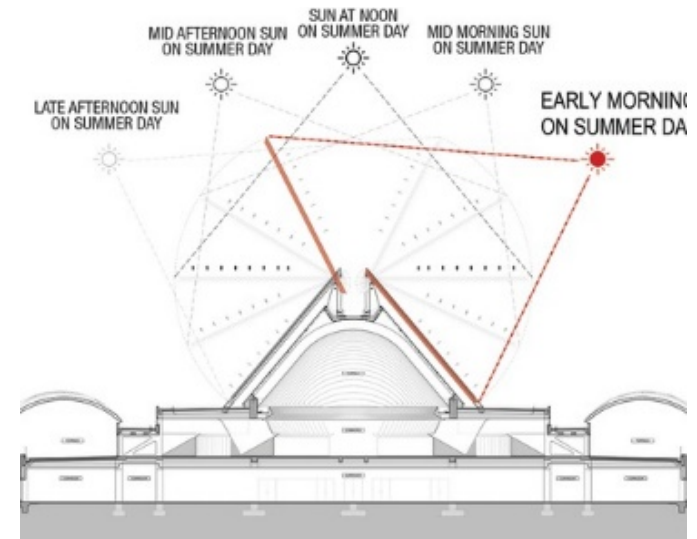 SUN AT NOON
ON SUMMER DAY
MID AFTERNOON SUN
ON SUMMER DAY
MID MORNING SUN
ON SUMMER DAY
LATE AFTERNOON SUN
ON SUMMER DAY
EARLY MORNING
ON SUMMER DA